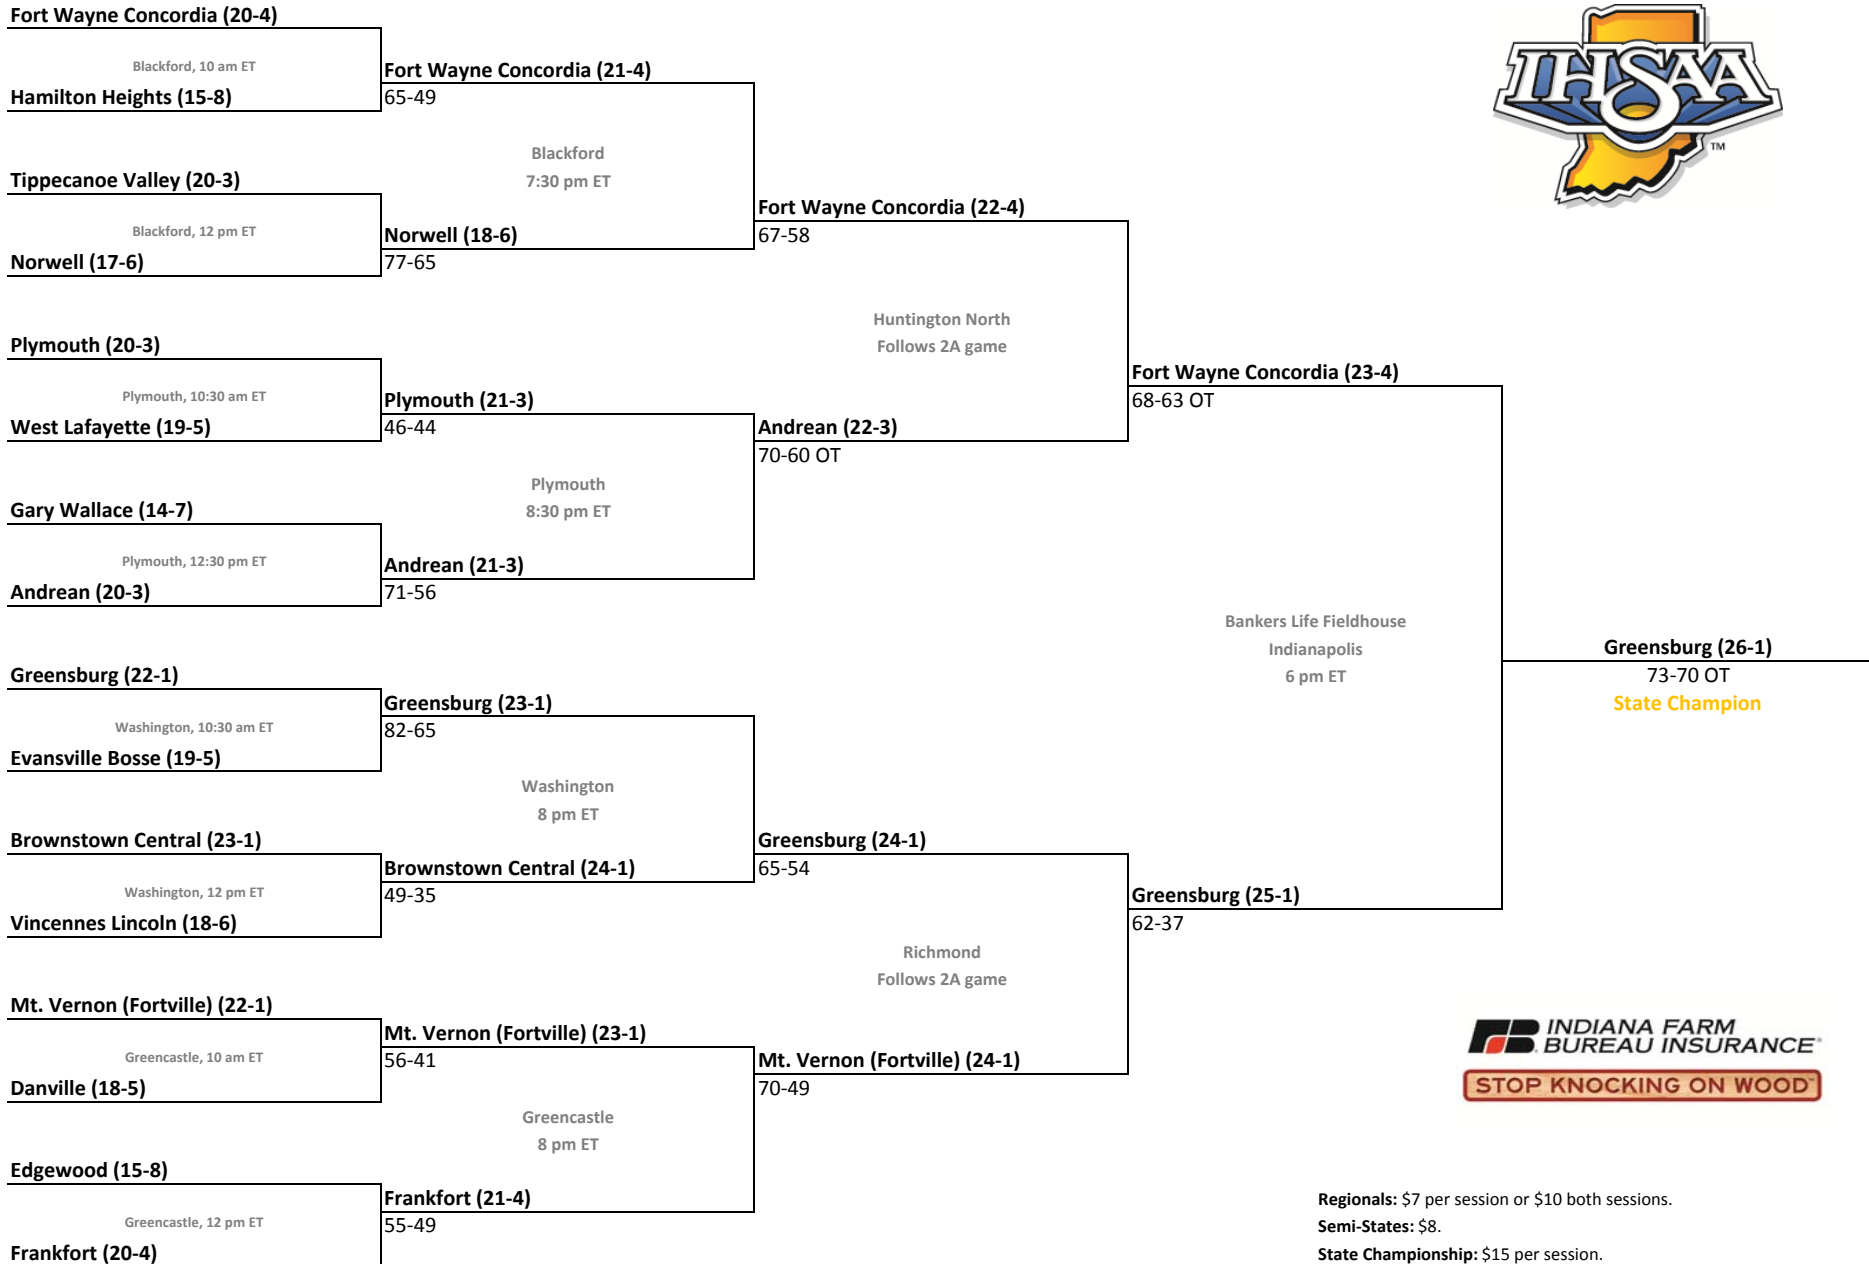 Fort Wayne Concordia (20-4)
Blackford, 10 am ET
Hamilton Heights (15-8)
Tippecanoe Valley (20-3)
Blackford, 12 pm ET
Norwell (17-6)
Plymouth (20-3)
Plymouth, 10:30 am ET
West Lafayette (19-5)
Gary Wallace (14-7)
Plymouth, 12:30 pm ET
Andrean (20-3)
Greensburg (22-1)
Washington, 10:30 am ET
Evansville Bosse (19-5)
Brownstown Central (23-1)
Washington, 12 pm ET
Vincennes Lincoln (18-6)
Mt. Vernon (Fortville) (22-1)
Greencastle, 10 am ET
Danville (18-5)
Edgewood (15-8)
Greencastle, 12 pm ET
Frankfort (20-4)
Fort Wayne Concordia (21-4)
65-49
Blackford
7:30 pm ET
Norwell (18-6)
77-65
Plymouth (21-3)
46-44
Plymouth
8:30 pm ET
Andrean (21-3)
71-56
Greensburg (23-1)
82-65
Washington
8 pm ET
Brownstown Central (24-1)
49-35
Mt. Vernon (Fortville) (23-1)
56-41
Greencastle
8 pm ET
Frankfort (21-4)
55-49
Fort Wayne Concordia (22-4)
67-58
Huntington North
Follows 2A game
Andrean (22-3)
70-60 OT
Greensburg (24-1)
65-54
Richmond
Follows 2A game
Mt. Vernon (Fortville) (24-1)
70-49
Fort Wayne Concordia (23-4)
68-63 OT
Bankers Life Fieldhouse
Indianapolis
6 pm ET
Greensburg (25-1)
62-37
IHSAA
TM
Greensburg (26-1)
73-70 OT
State Champion
INDIANA FARM
BUREAU INSURANCE
STOP KNOCKING ON WOOD
Regionals: $7 per session or $10 both sessions.
Semi-States: $8.
State Championship: $15 per session.